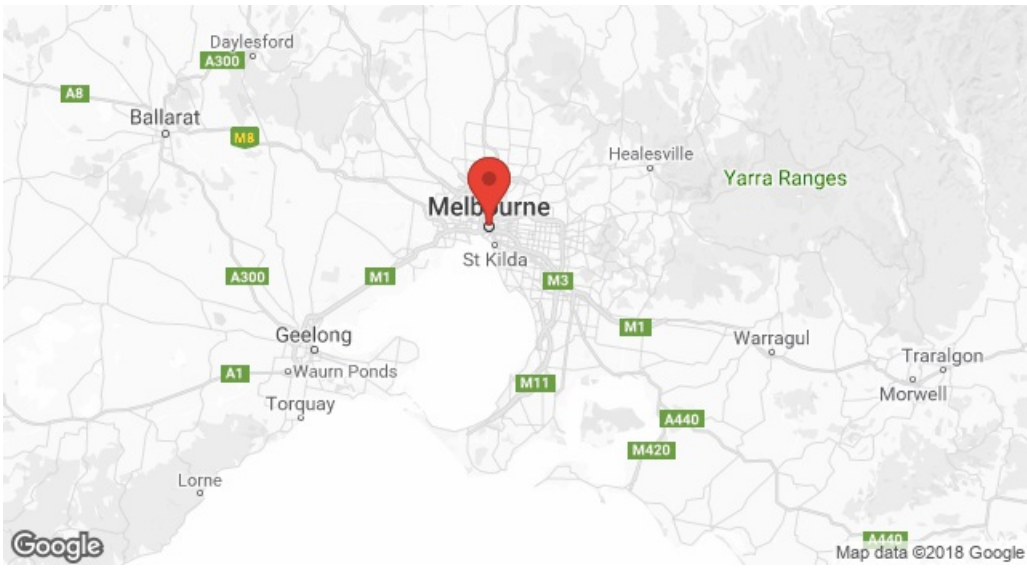 Daylesford
A300
A8
Ballarat
M8
Healesville
Yarra Ranges
Melbourne
St Kilda
A300
M1
M3
M1
Geelong
Warragul
Traralgon
A1
Waurn Ponds
M11
Morwell
Torquay
A440
M420
Lorne
A440
Google
Map data ©2018 Google